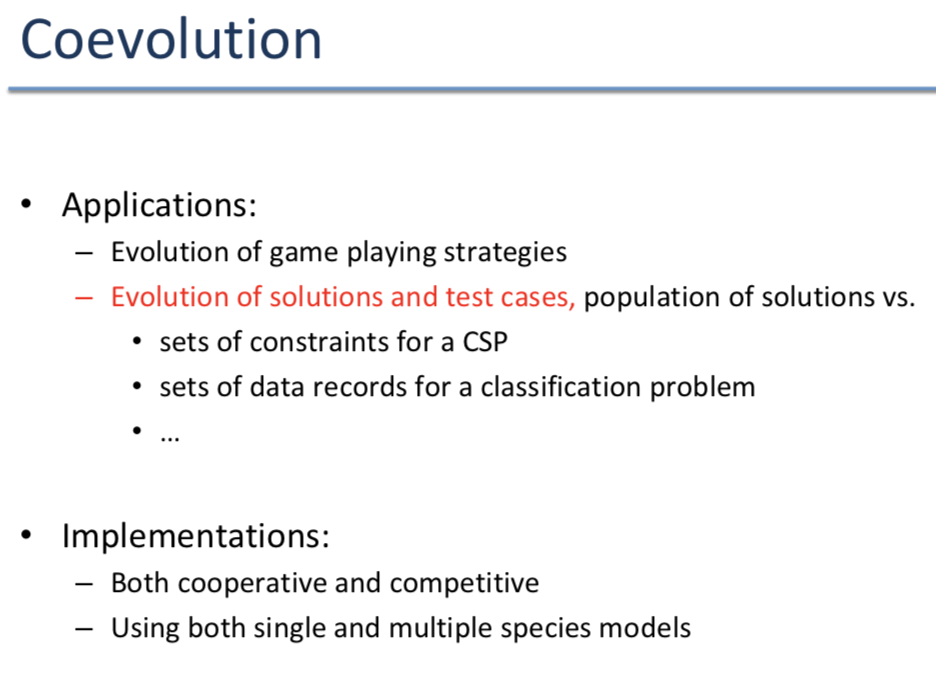 Coevolution
• Applications:
– Evolution of game playing strategies
– Evolution of solutions and test cases, population of solutions vs.
• sets of constraints for a CSP
• sets of data records for a classification problem
• ...
• Implementations:
– Both cooperative and competitive
– Using both single and multiple species models